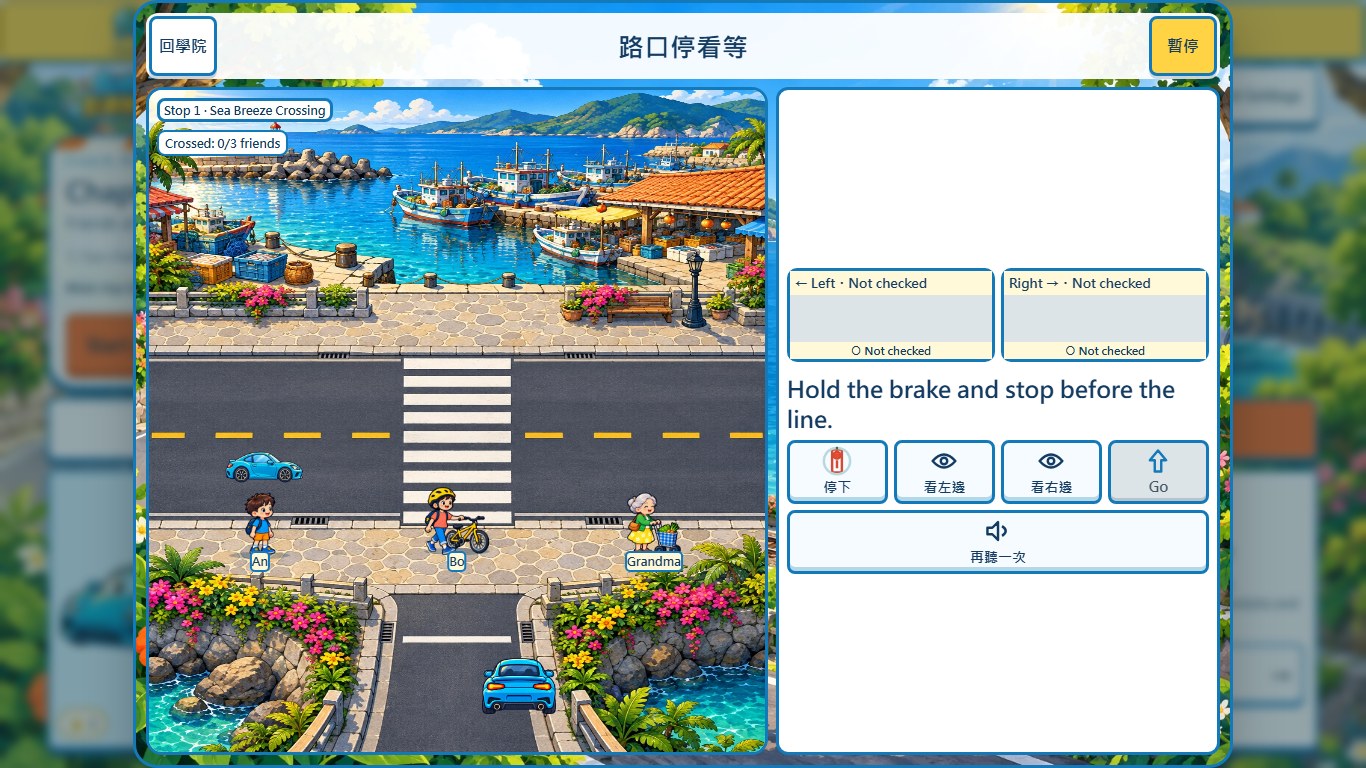 回學院
路口停看等
暫停
Stop 1 · Sea Breeze Crossing
Crossed: 0/3 friends
An
Bo
Grandma
← Left · Not checked
Right → · Not checked
○ Not checked
○ Not checked
Hold the brake and stop before the
line.
停下
看左邊
看右邊
Go
再聽一次